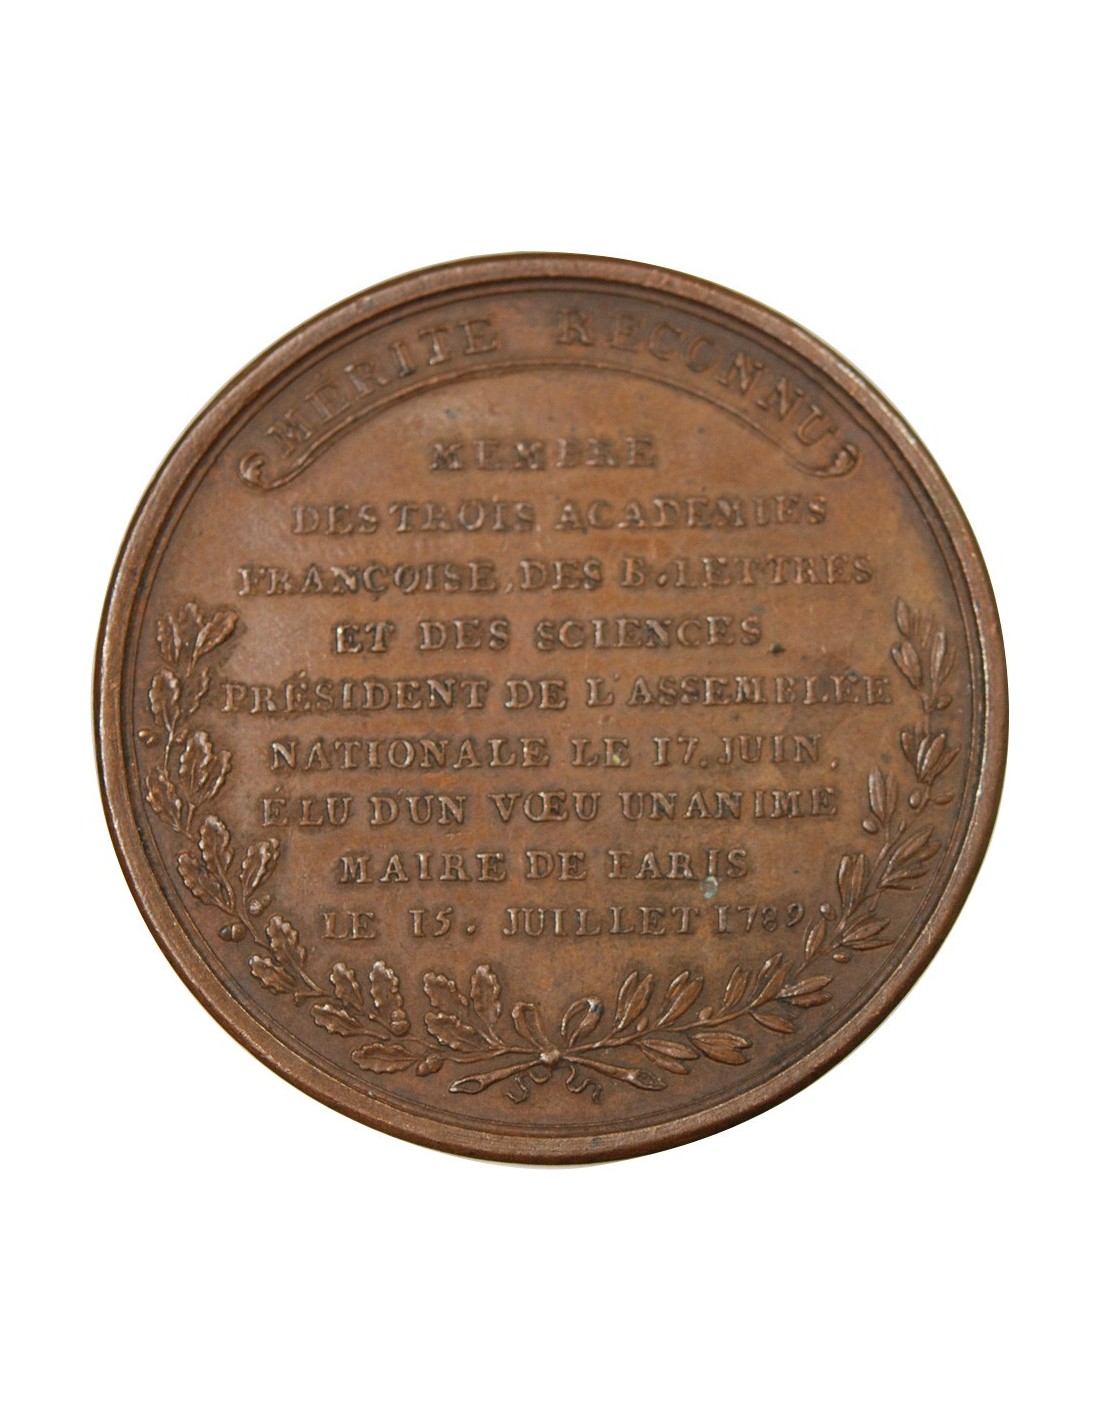 MERITE RECONNU
MEMBRE
DES TROIS ACADÉMIES
FRANÇOISE, DES B. LETTRES
ET DES SCIENCES.
PRÉSIDENT DE L'ASSEMBLÉE
NATIONALE LE 17. JUIN.
ÉLU D'UN VŒU UNANIME
MAIRE DE PARIS
LE 15. JUILLET 1789.